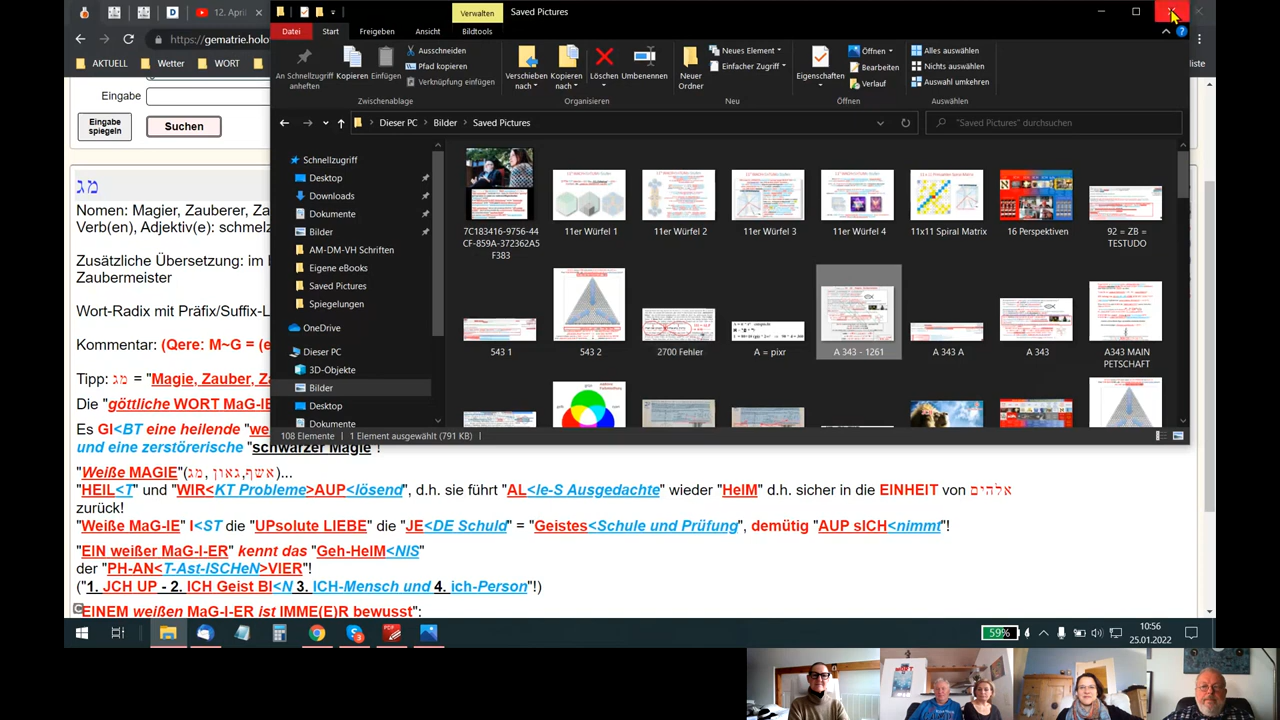 12. April
Verwalten
Saved Pictures
https://gematrie.holo
Datei
Start
Freigeben
Ansicht
Bildtools
AKTUELL
Wetter
WORT
liste
An Schnellzugriff
anheften
Kopieren
Einfügen
Ausschneiden
Pfad kopieren
Verknüpfung einfügen
Zwischenablage
Verschieben
nach
Kopieren
nach
Löschen
Umbenennen
Organisieren
Neuer
Ordner
Neues Element
Einfacher Zugriff
Neu
Eigenschaften
Öffnen
Bearbeiten
Verlauf
Öffnen
Alles auswählen
Nichts auswählen
Auswahl umkehren
Auswählen
Eingabe
Eingabe
spiegeln
Suchen
Dieser PC
Bilder
Saved Pictures
"Saved Pictures" durchsuchen
Schnellzugriff
Desktop
Downloads
Dokumente
Bilder
AM-DM-VH Schriften
Eigene eBooks
Saved Pictures
Spiegelungen
OneDrive
Dieser PC
3D-Objekte
Bilder
Desktop
Dokumente
7C183416-9756-44
CF-859A-372362A5
F383
11er Würfel 1
11er Würfel 2
11er Würfel 3
11er Würfel 4
11x11 Spiral Matrix
16 Perspektiven
92 = ZB =
TESTUDO
543 1
543 2
2700 Fehler
A = pixr
A 343 - 1261
A 343 A
A 343
A343 MAIN
PETSCHAFT
108 Elemente
1 Element ausgewählt (791 KB)
מג
Nomen: Magier, Zauberer, Za
Verb(en), Adjektiv(e): schmelz
Zusätzliche Übersetzung: im b
Zaubermeister
Wort-Radix mit Präfix/Suffix-L
Kommentar: (Qere: M~G = (e
Tipp: מג = "Magie, Zauber, Za
Die "göttliche WORT MaG-IE
Es GI<BT eine heilende "we
und eine zerstörerische "schwarzer Magie"!
"Weiße MAGIE"(מג, אשף,גאון)...
"HEIL<T" und "WIR<KT Probleme>AUP<lösend", d.h. sie führt "AL<le-S Ausgedachte" wieder "HeIM" d.h. sicher in die EINHEIT von אלהים
zurück!
"Weiße MaG-IE" I<ST die "UPsolute LIEBE" die "JE<DE Schuld" = "Geistes<Schule und Prüfung", demütig "AUP sICH<nimmt"!
"EIN weißer MaG-I-ER" kennt das "Geh-HeIM<NIS"
der "PH-AN<T-Ast-ISCHeN>VIER"!
("1. JCH UP - 2. ICH Geist BI<N 3. ICH-Mensch und 4. ich-Person"!)
"EINEM weißen MaG-I-ER ist IMME(E)R bewusst":
59%
10:56
25.01.2022